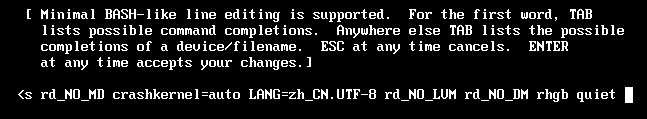 [ Minimal BASH-like line editing is supported.  For the first word, TAB
lists possible command completions.  Anywhere else TAB lists the possible
completions of a device/filename.  ESC at any time cancels.  ENTER
at any time accepts your changes.]
<s rd_NO_MD crashkernel=auto LANG=zh_CN.UTF-8 rd_NO_LVM rd_NO_DM rhgb quiet